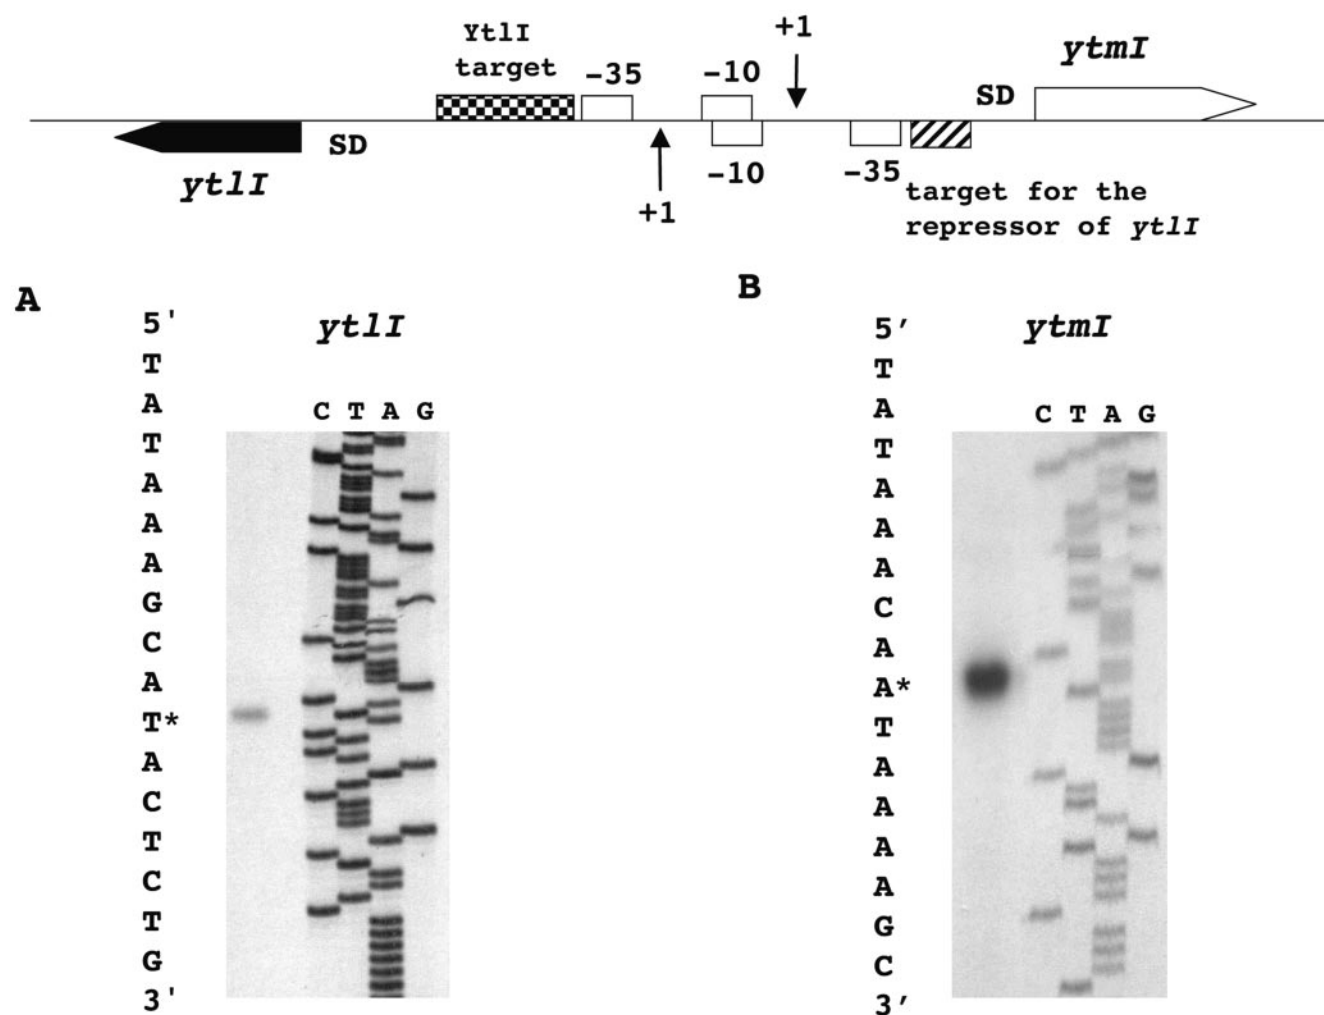 YtlI
target
-35
-10
+1
ytmI
SD
SD
ytlI
+1
-10
-35
target for the
repressor of ytlI
A
ytlI
5'
T
A
T
A
A
A
G
C
A
T*
A
C
T
C
T
G
3'
C T A G
B
ytmI
5′
T
A
T
A
A
A
C
A
A*
T
A
A
A
A
G
C
3′
C T A G